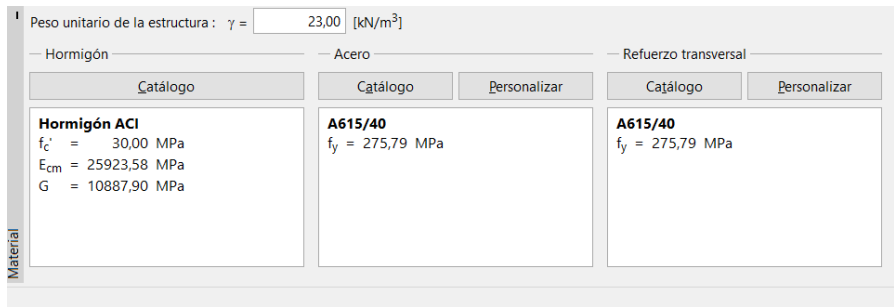 Peso unitario de la estructura : γ = 23,00 [kN/m³]
Hormigón
Catálogo
Hormigón ACI
fc' = 30,00 MPa
Ecm = 25923,58 MPa
G = 10887,90 MPa
Acero
Catálogo
Personalizar
A615/40
fy = 275,79 MPa
Refuerzo transversal
Catálogo
Personalizar
A615/40
fy = 275,79 MPa
Material